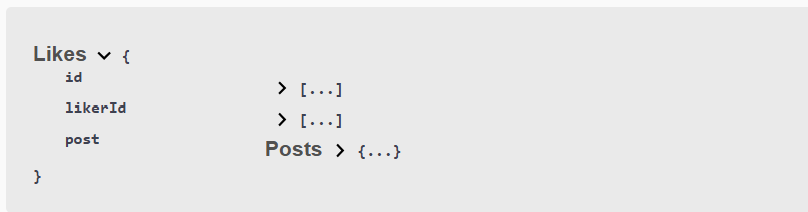 Likes {
id [...]
likerId [...]
post Posts {...}
}